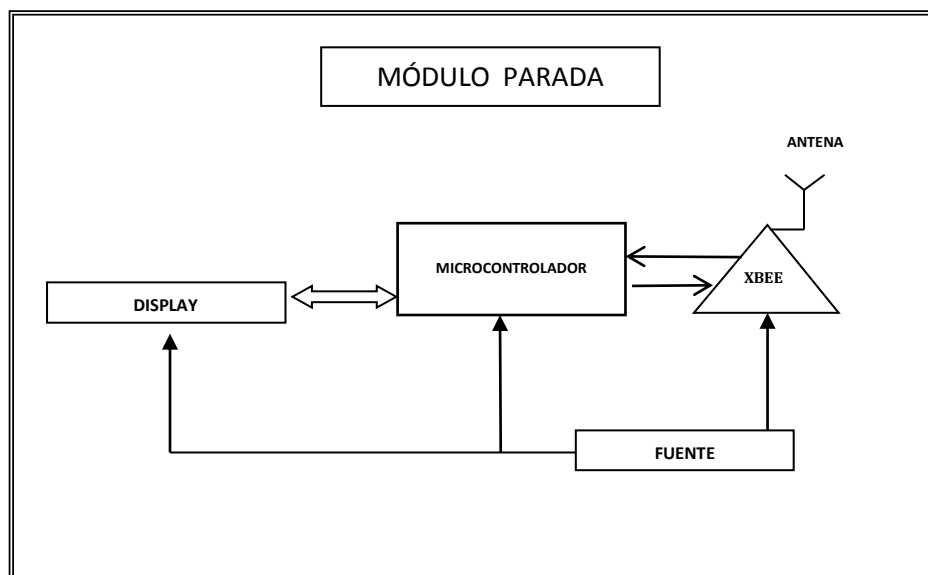 MÓDULO PARADA
ANTENA
MICROCONTROLADOR
XBEE
DISPLAY
FUENTE